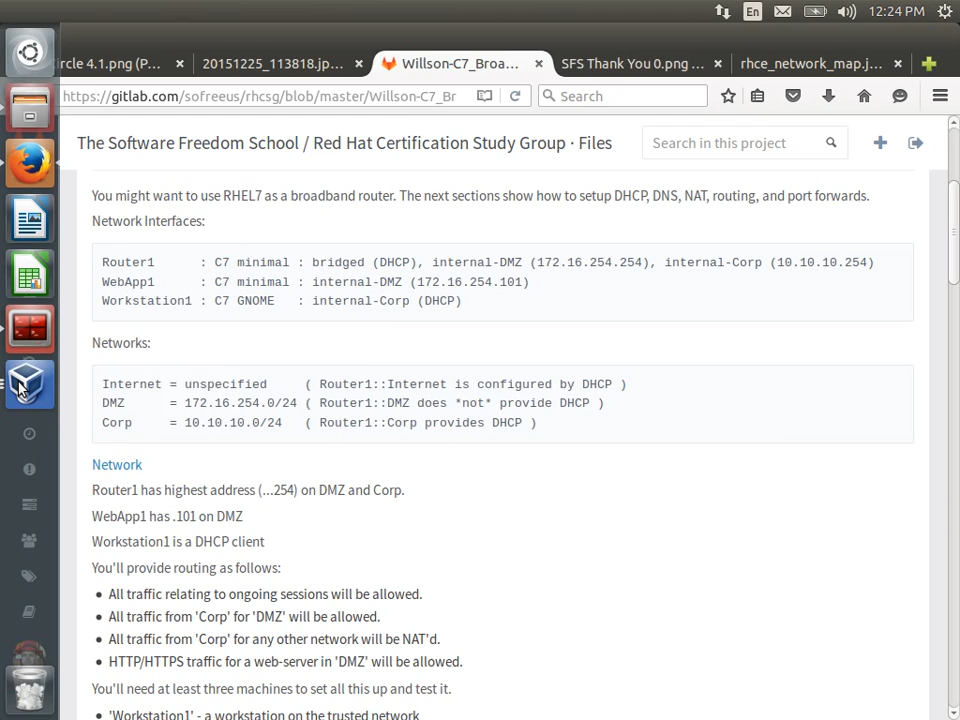 En
12:24 PM
ircle 4.1.png (P...
20151225_113818.jp...
Willson-C7_Broa...
SFS Thank You 0.png ...
rhce_network_map.j...
https://gitlab.com/sofreeus/rhcsg/blob/master/Willson-C7_Br
Search
The Software Freedom School / Red Hat Certification Study Group · Files
Search in this project
You might want to use RHEL7 as a broadband router. The next sections show how to setup DHCP, DNS, NAT, routing, and port forwards.
Network Interfaces:
Router1      : C7 minimal : bridged (DHCP), internal-DMZ (172.16.254.254), internal-Corp (10.10.10.254)
WebApp1      : C7 minimal : internal-DMZ (172.16.254.101)
Workstation1 : C7 GNOME   : internal-Corp (DHCP)
Networks:
Internet = unspecified     ( Router1::Internet is configured by DHCP )
DMZ      = 172.16.254.0/24 ( Router1::DMZ does *not* provide DHCP )
Corp     = 10.10.10.0/24   ( Router1::Corp provides DHCP )
Network
Router1 has highest address (...254) on DMZ and Corp.
WebApp1 has .101 on DMZ
Workstation1 is a DHCP client
You'll provide routing as follows:
• All traffic relating to ongoing sessions will be allowed.
• All traffic from 'Corp' for 'DMZ' will be allowed.
• All traffic from 'Corp' for any other network will be NAT'd.
• HTTP/HTTPS traffic for a web-server in 'DMZ' will be allowed.
You'll need at least three machines to set all this up and test it.
• 'Workstation1' - a workstation on the trusted network